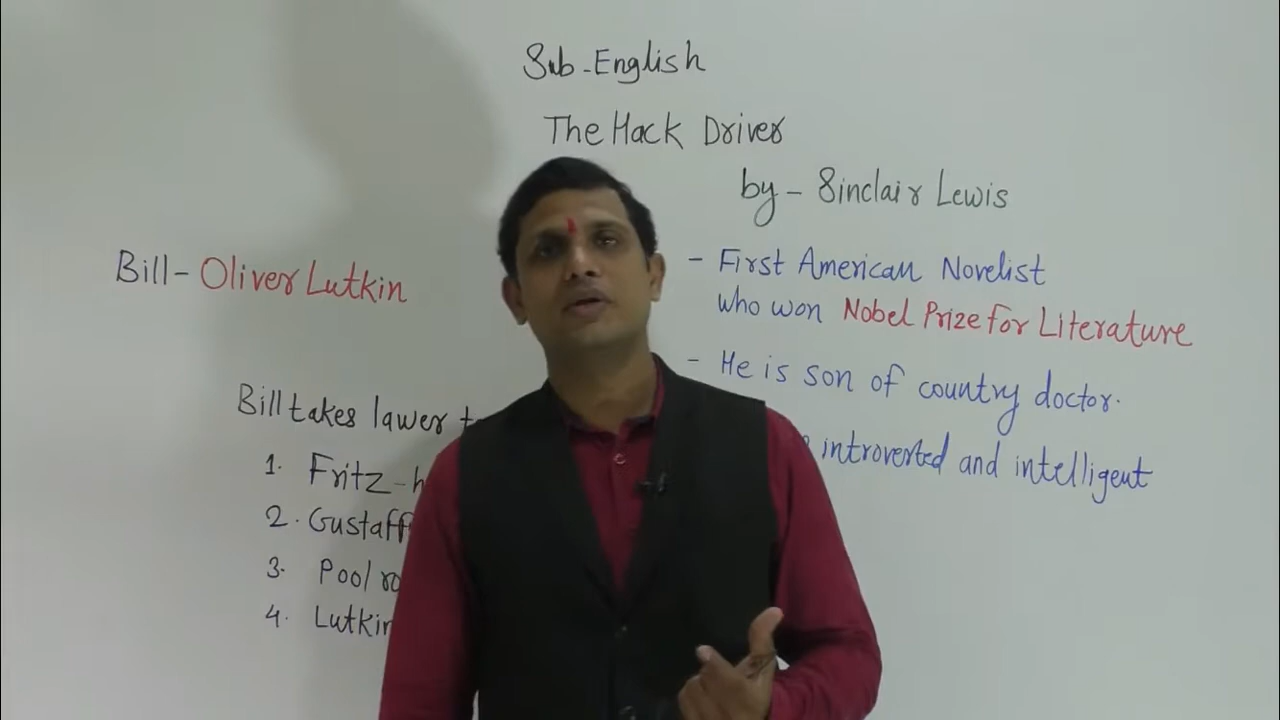 Sub - English
The Hack Driver
by - Sinclair Lewis
Bill - Oliver Lutkin
- First American Novelist
who won Nobel Prize for Literature
- He is son of country doctor.
introverted and intelligent
Bill takes lawer
1. Fritz -
2. Gustaff
3. Pool
4. Lutkin